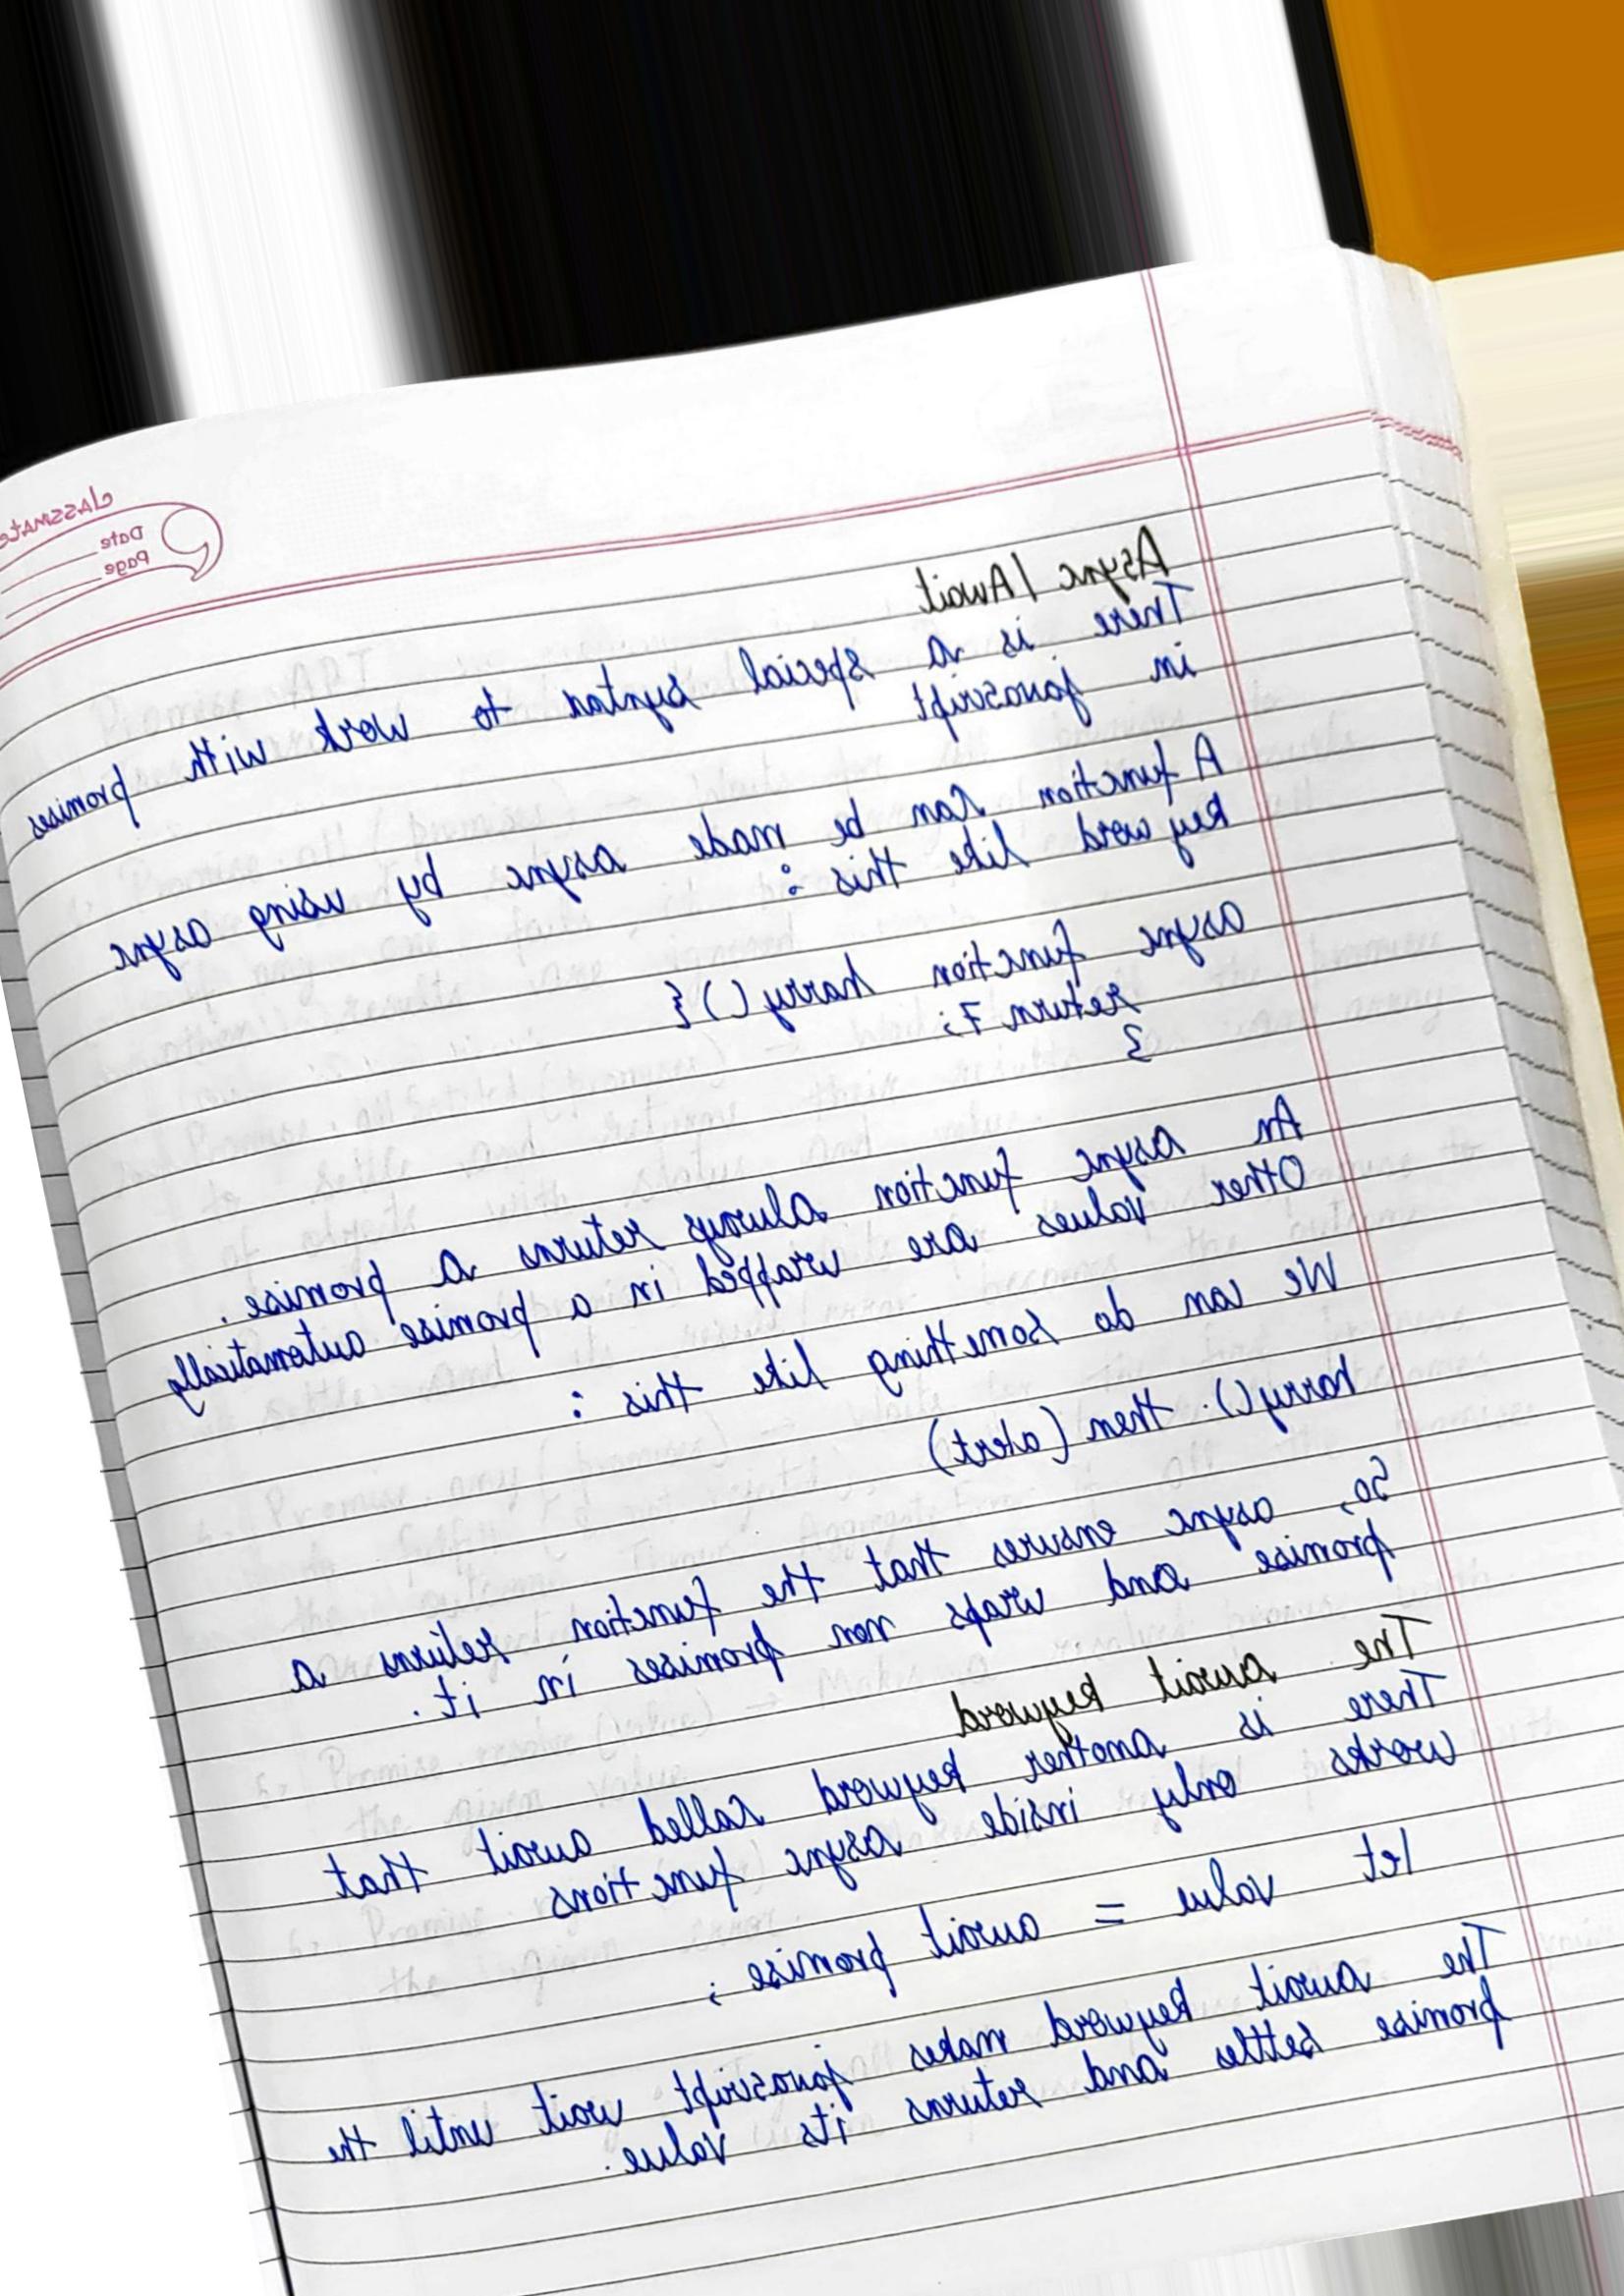 classmate
Date
Page
Async / Await
There is a special syntax to work with promises
in javascript
A function can be made async by using async
key word like this :
async function harry ( ) {
return 7 ;
}
An async function always returns a promise .
Other values are wrapped in a promise automatically
We can do something like this :
harry() . then (alert)
So, async ensures that the function returns a
promise and wraps non promises in it .
The await keyword
There is another keyword called await that
works only inside async functions
let value = await promise ;
The await keyword makes javascript wait until the
promise settles and returns its value .